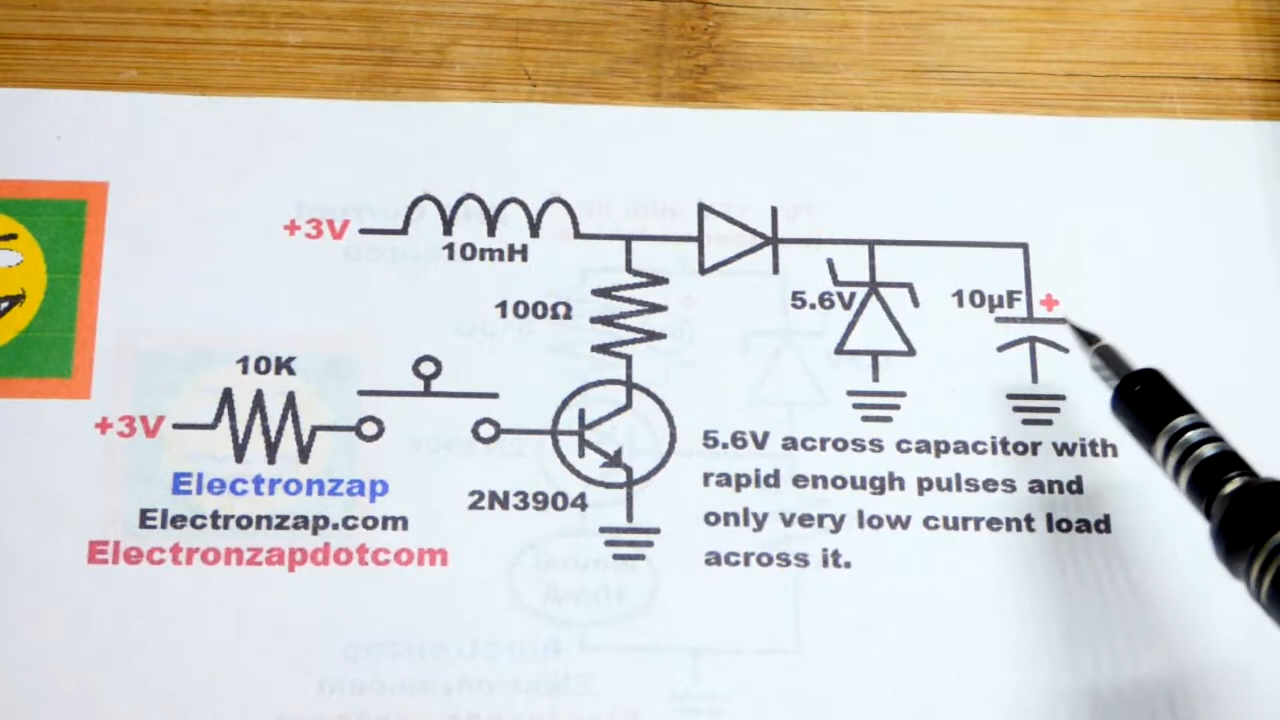 +3V
10mH
100Ω
5.6V
10µF +
10K
+3V
2N3904
Electronzap
Electronzap.com
Electronzapdotcom
5.6V across capacitor with
rapid enough pulses and
only very low current load
across it.